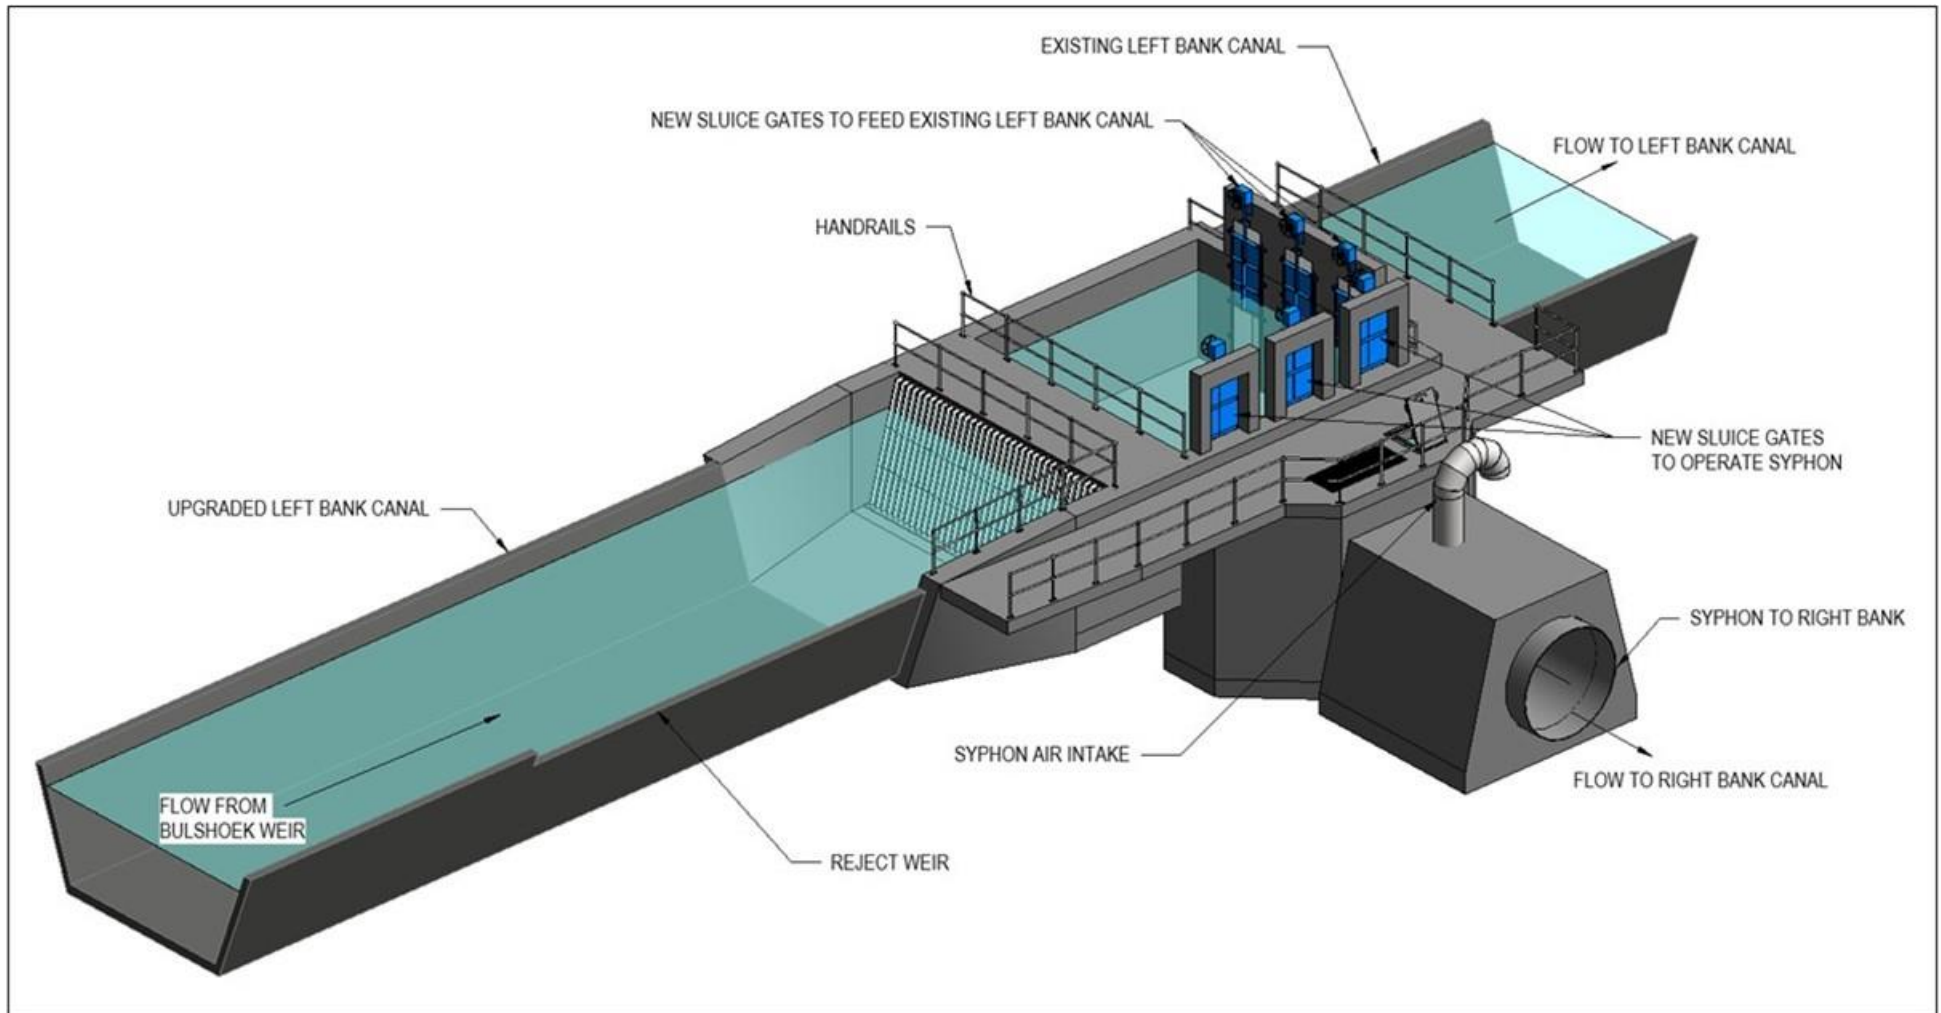 EXISTING LEFT BANK CANAL
NEW SLUICE GATES TO FEED EXISTING LEFT BANK CANAL
FLOW TO LEFT BANK CANAL
HANDRAILS
NEW SLUICE GATES
TO OPERATE SYPHON
UPGRADED LEFT BANK CANAL
SYPHON TO RIGHT BANK
SYPHON AIR INTAKE
FLOW TO RIGHT BANK CANAL
FLOW FROM
BULSHOEK WEIR
REJECT WEIR